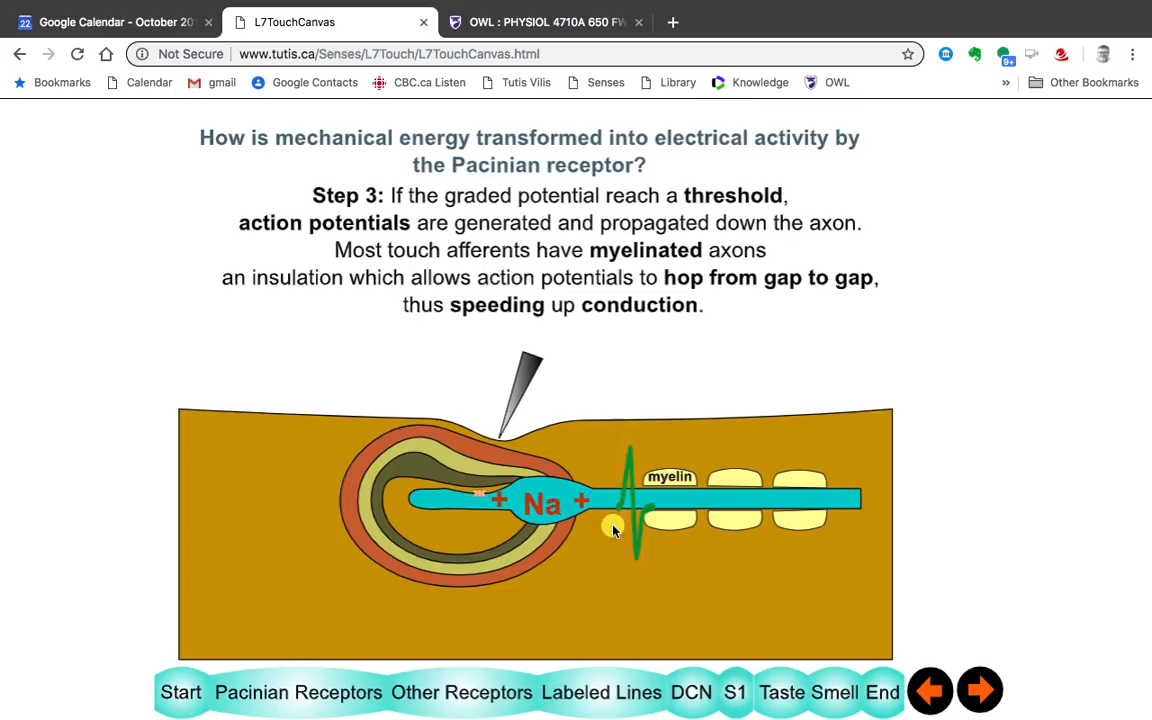 22 Google Calendar - October 20
L7TouchCanvas
OWL : PHYSIOL 4710A 650 FW
Not Secure www.tutis.ca/Senses/L7Touch/L7TouchCanvas.html
9+
Bookmarks Calendar gmail Google Contacts CBC.ca Listen Tutis Vilis Senses Library Knowledge OWL » Other Bookmarks
How is mechanical energy transformed into electrical activity by
the Pacinian receptor?
Step 3: If the graded potential reach a threshold,
action potentials are generated and propagated down the axon.
Most touch afferents have myelinated axons
an insulation which allows action potentials to hop from gap to gap,
thus speeding up conduction.
myelin
+ Na +
Start Pacinian Receptors Other Receptors Labeled Lines DCN S1 Taste Smell End